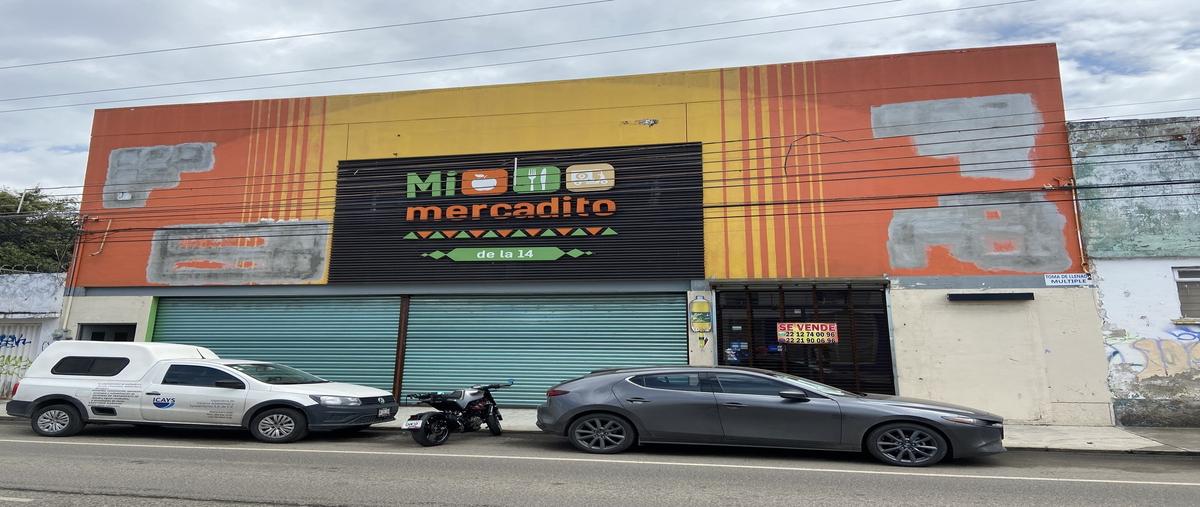 Mi
mercadito
de la 14
TOMA DE LLENADO
MULTIPLE
SE VENDE
22 12 74 00 96
22 21 90 06 96
ICAYS